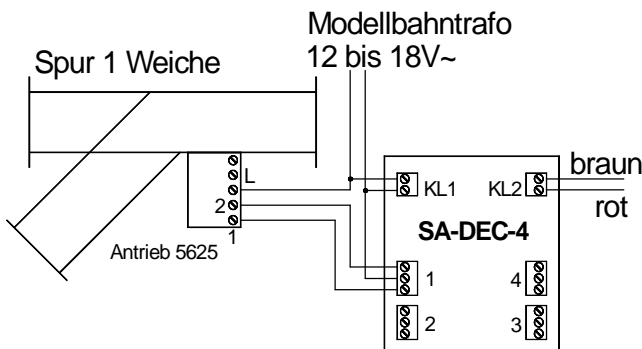 Modellbahntrafo
12 bis 18V~
Spur 1 Weiche
L
2
1
Antrieb 5625
KL1
KL2
braun
rot
SA-DEC-4
1
4
2
3